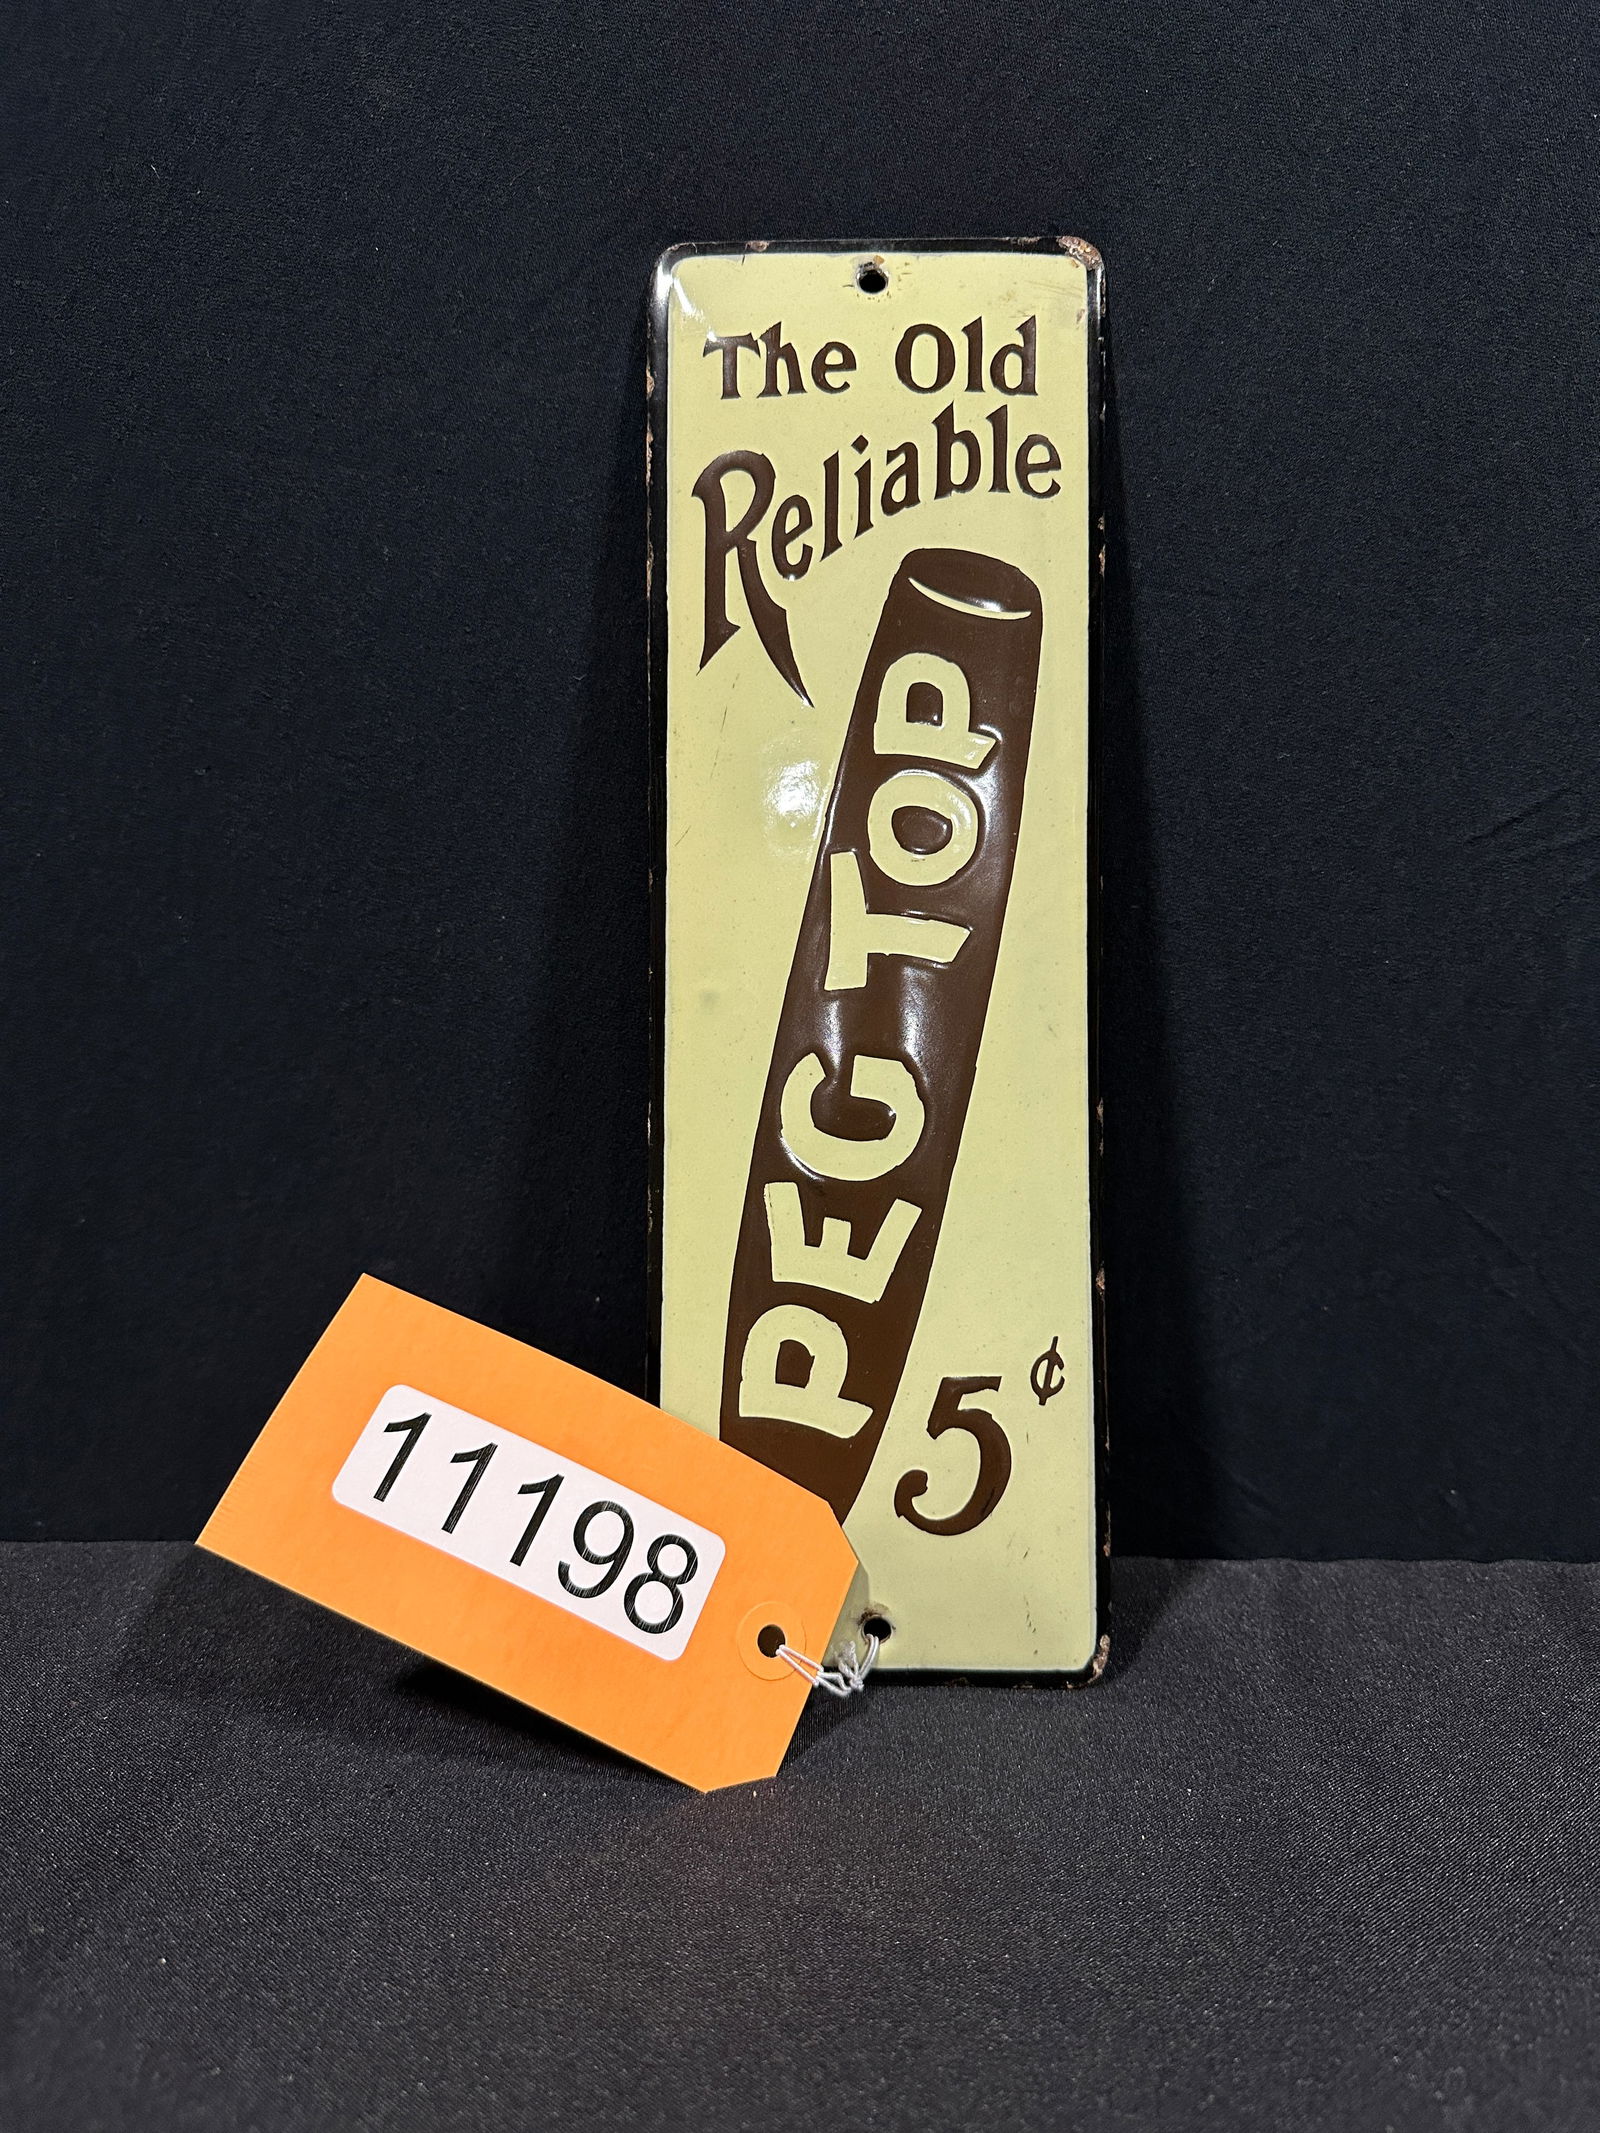 The Old
Reliable
PEG TOP
5¢
11198